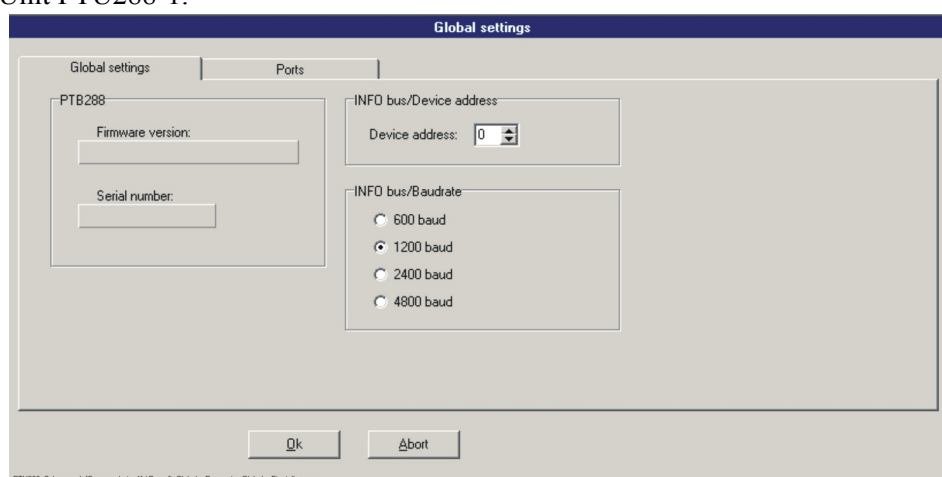 Unit PTC288-1.
Global settings
Global settings
Ports
PTB288
Firmware version:
Serial number:
INFO bus/Device address
Device address: 0
INFO bus/Baudrate
600 baud
1200 baud
2400 baud
4800 baud
Ok
Abort